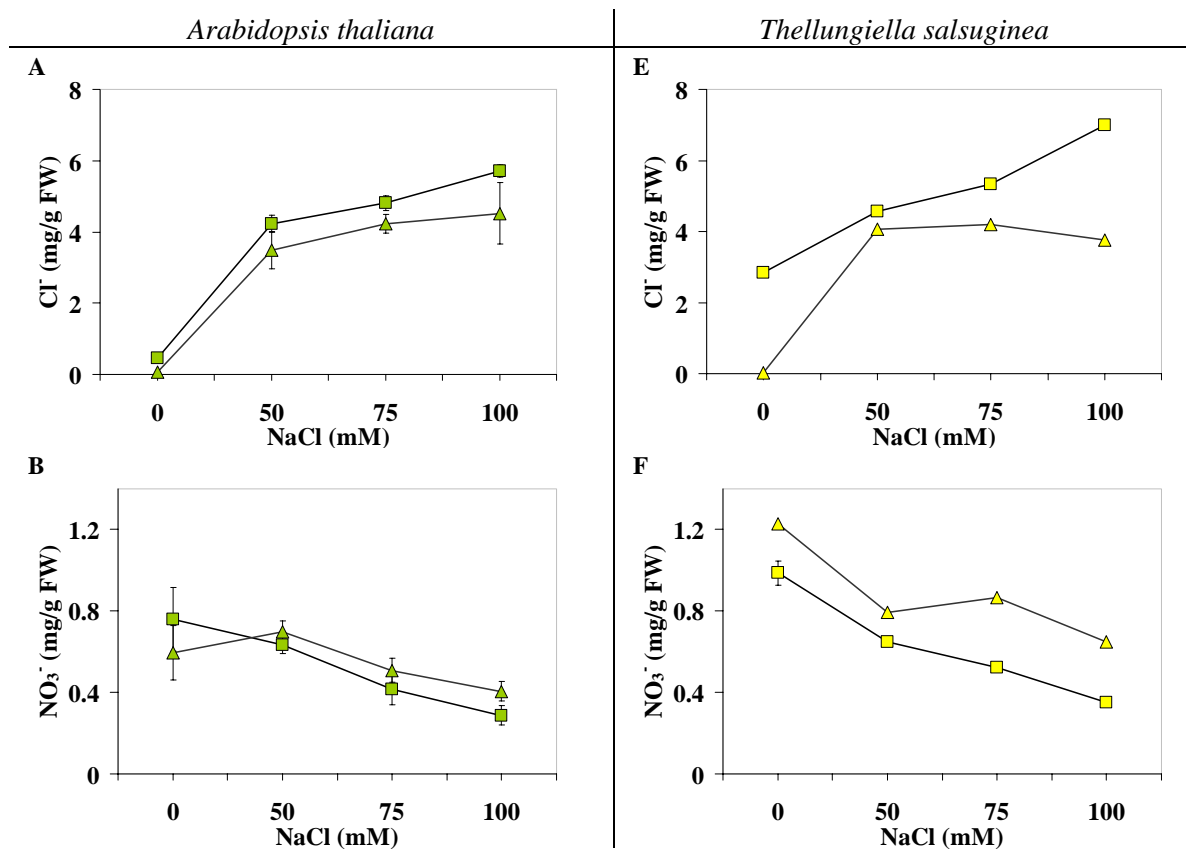 Arabidopsis thaliana
Thellungiella salsuginea
A
Cl⁻ (mg/g FW)
8
6
4
2
0
0 50 75 100
NaCl (mM)
E
Cl⁻ (mg/g FW)
8
6
4
2
0
0 50 75 100
NaCl (mM)
B
NO₃⁻ (mg/g FW)
1.2
0.8
0.4
0
0 50 75 100
NaCl (mM)
F
NO₃⁻ (mg/g FW)
1.2
0.8
0.4
0
0 50 75 100
NaCl (mM)